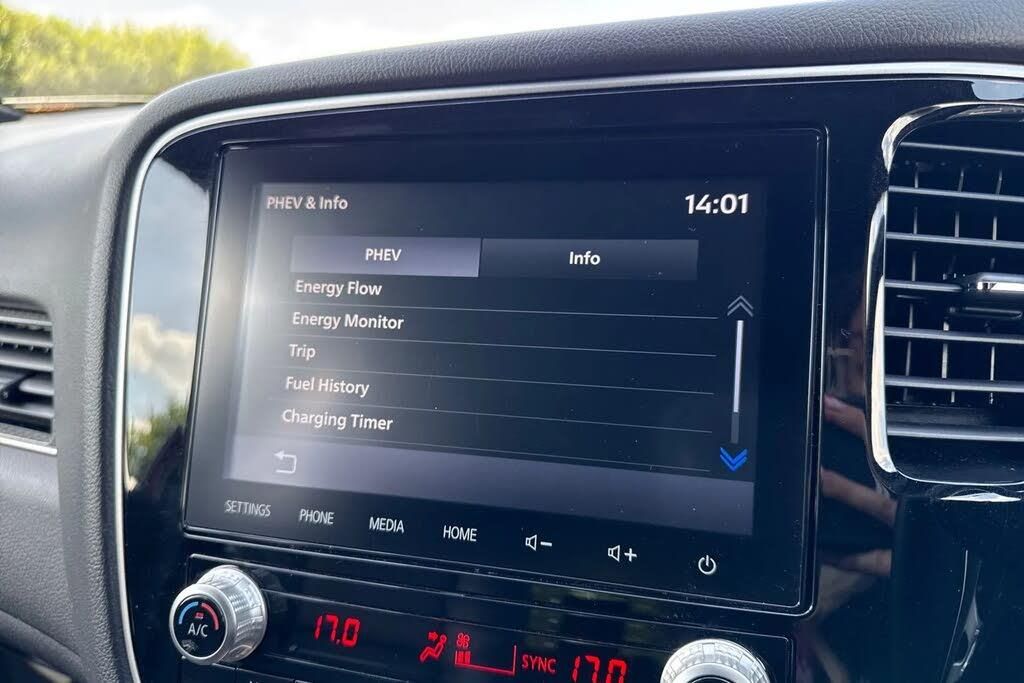 PHEV & Info 14:01
PHEV Info
Energy Flow
Energy Monitor
Trip
Fuel History
Charging Timer
SETTINGS PHONE MEDIA HOME
A/C 17.0 SYNC 17.0